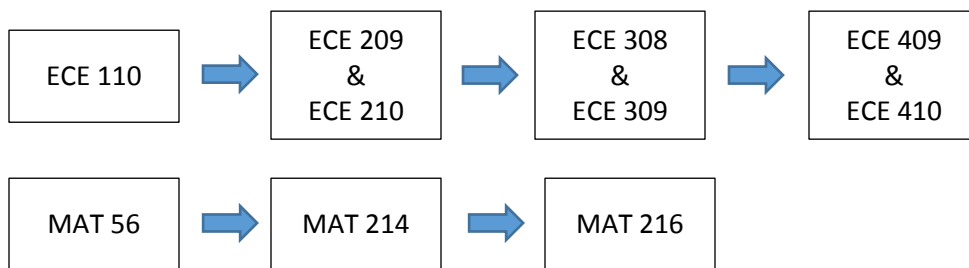 ECE 110
ECE 209
&
ECE 210
ECE 308
&
ECE 309
ECE 409
&
ECE 410
MAT 56
MAT 214
MAT 216